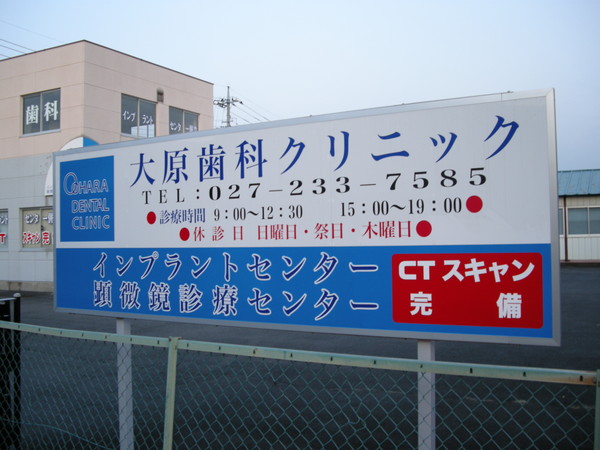 歯科
OHARA
DENTAL
CLINIC
大原歯科クリニック
TEL:027-233-7585
●診療時間 9:00〜12:30 15:00〜19:00●
●休診日 日曜日・祭日・木曜日●
インプラントセンター
顕微鏡診療センター
CTスキャン
完備